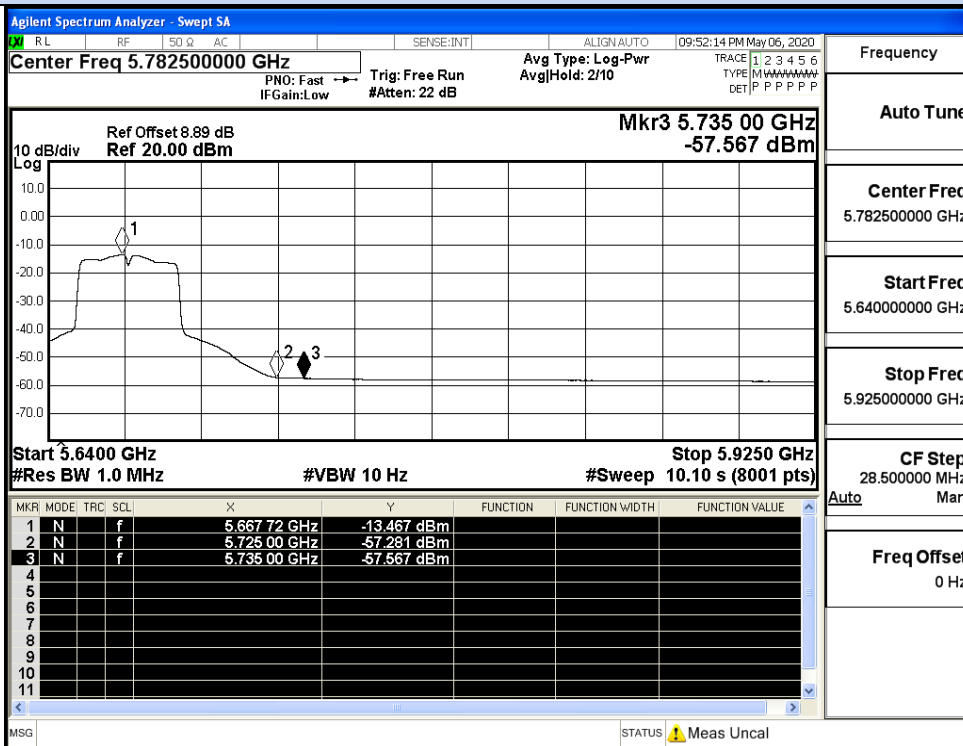 Agilent Spectrum Analyzer - Swept SA
LXI RL RF 50 Ω AC SENSE:INT ALIGN AUTO 09:52:14 PM May 06, 2020
Center Freq 5.782500000 GHz
PNO: Fast
IFGain:Low
Trig: Free Run
#Atten: 22 dB
Avg Type: Log-Pwr
Avg|Hold: 2/10
TRACE 1 2 3 4 5 6
TYPE M
DET P P P P P P
Frequency
Mkr3 5.735 00 GHz
-57.567 dBm
Ref Offset 8.89 dB
10 dB/div Ref 20.00 dBm
Log
10.0
0.00
-10.0
-20.0
-30.0
-40.0
-50.0
-60.0
-70.0
1
2
3
Start 5.6400 GHz Stop 5.9250 GHz
#Res BW 1.0 MHz #VBW 10 Hz #Sweep 10.10 s (8001 pts)
MKR MODE TRC SCL X Y FUNCTION FUNCTION WIDTH FUNCTION VALUE
1 N f 5.667 72 GHz -13.467 dBm
2 N f 5.725 00 GHz -57.281 dBm
3 N f 5.735 00 GHz -57.567 dBm
4
5
6
7
8
9
10
11
Auto Tune
Center Freq
5.782500000 GHz
Start Freq
5.640000000 GHz
Stop Freq
5.925000000 GHz
CF Step
28.500000 MHz
Auto Man
Freq Offset
0 Hz
MSG STATUS Meas Uncal